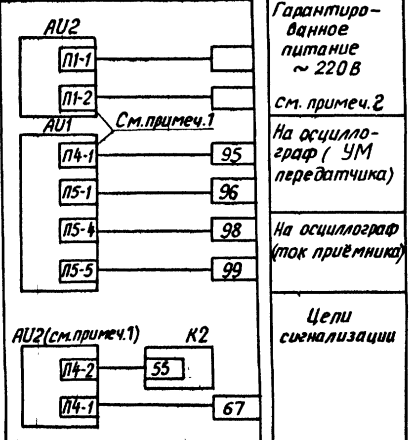 AU2
П1-1
П1-2
См.примеч.1
AU1
П4-1
95
П5-1
96
П5-4
98
П5-5
99
AU2(см.примеч.1)
K2
П4-2
55
П4-1
67
Гарантиро-
ванное
питание
~ 220 В
См. примеч.2
На осцилло-
граф ( УМ
передатчика)
На осциллограф
(ток приёмника)
Цепи
сигнализации